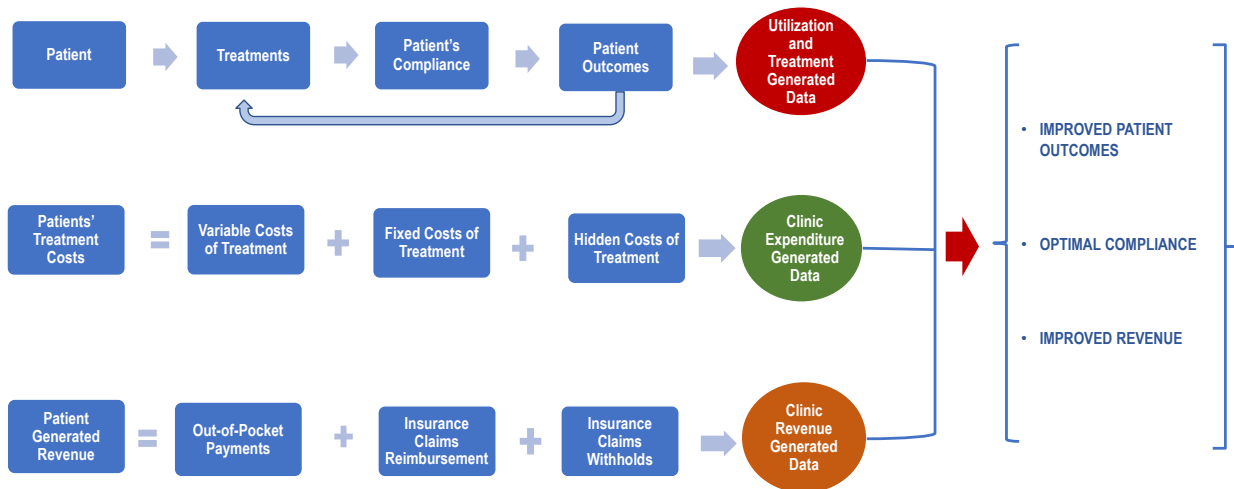 Patient
Treatments
Patient’s
Compliance
Patient
Outcomes
Utilization
and
Treatment
Generated
Data
Patients’
Treatment
Costs
=
Variable Costs
of Treatment
+
Fixed Costs of
Treatment
+
Hidden Costs of
Treatment
Clinic
Expenditure
Generated
Data
Patient
Generated
Revenue
=
Out-of-Pocket
Payments
+
Insurance
Claims
Reimbursement
+
Insurance
Claims
Withholds
Clinic
Revenue
Generated
Data
• IMPROVED PATIENT
OUTCOMES
• OPTIMAL COMPLIANCE
• IMPROVED REVENUE